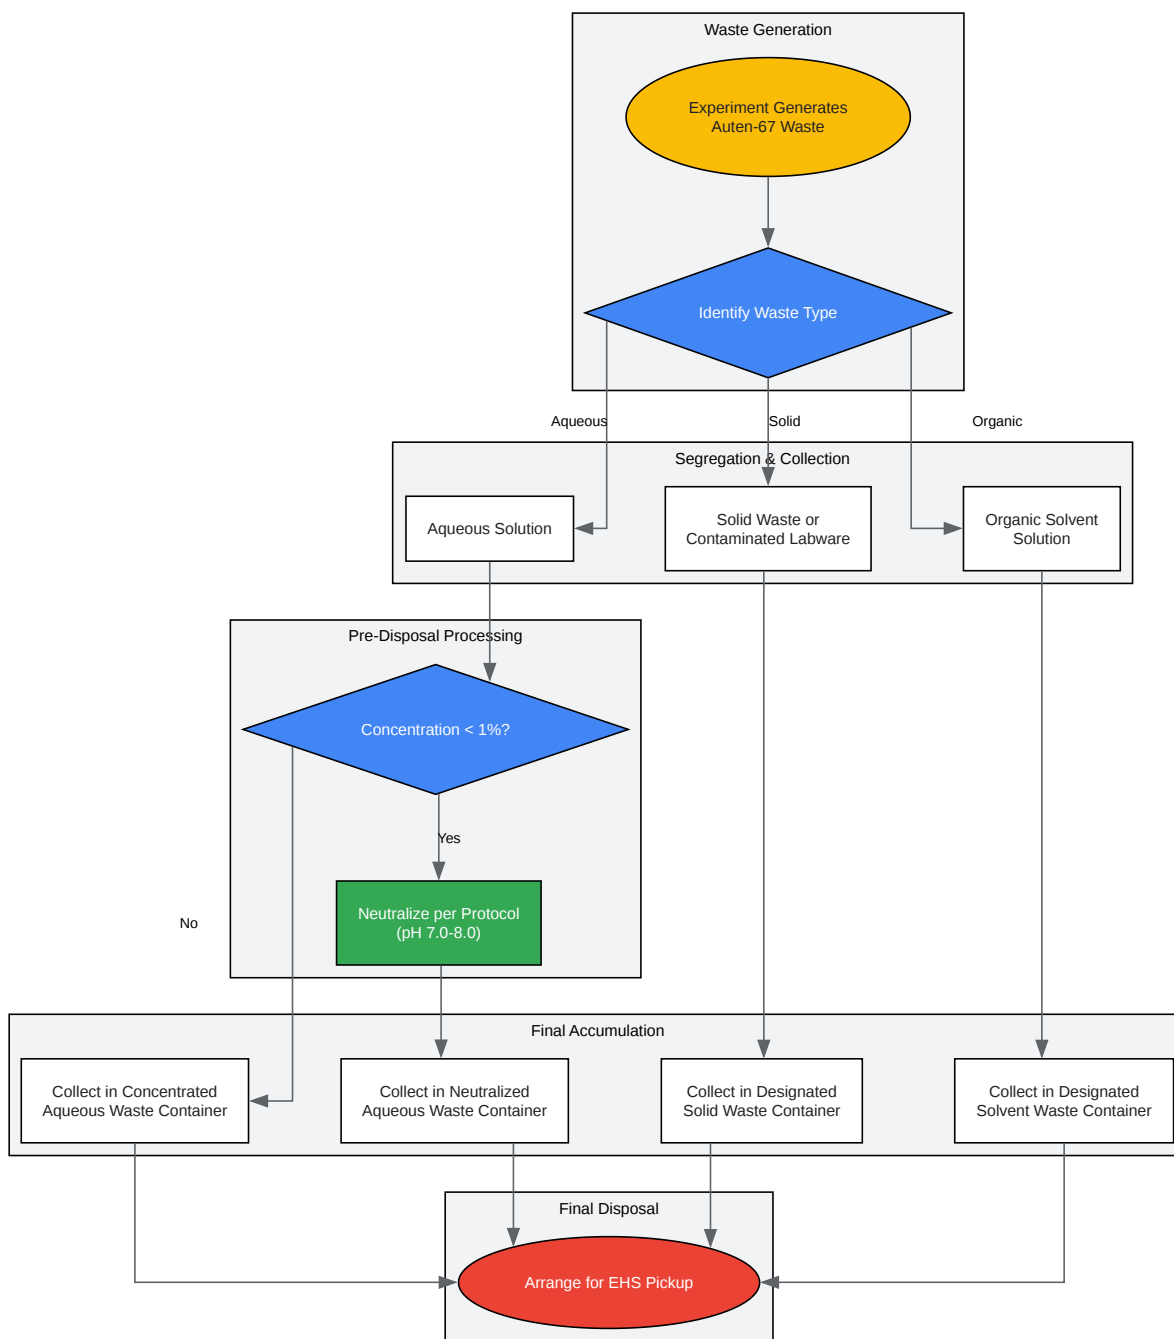 Waste Generation
Experiment Generates
Auten-67 Waste
Identify Waste Type
Aqueous
Solid
Organic
Segregation & Collection
Aqueous Solution
Solid Waste or
Contaminated Labware
Organic Solvent
Solution
Pre-Disposal Processing
Concentration < 1%?
Yes
No
Neutralize per Protocol
(pH 7.0-8.0)
Final Accumulation
Collect in Concentrated
Aqueous Waste Container
Collect in Neutralized
Aqueous Waste Container
Collect in Designated
Solid Waste Container
Collect in Designated
Solvent Waste Container
Final Disposal
Arrange for EHS Pickup